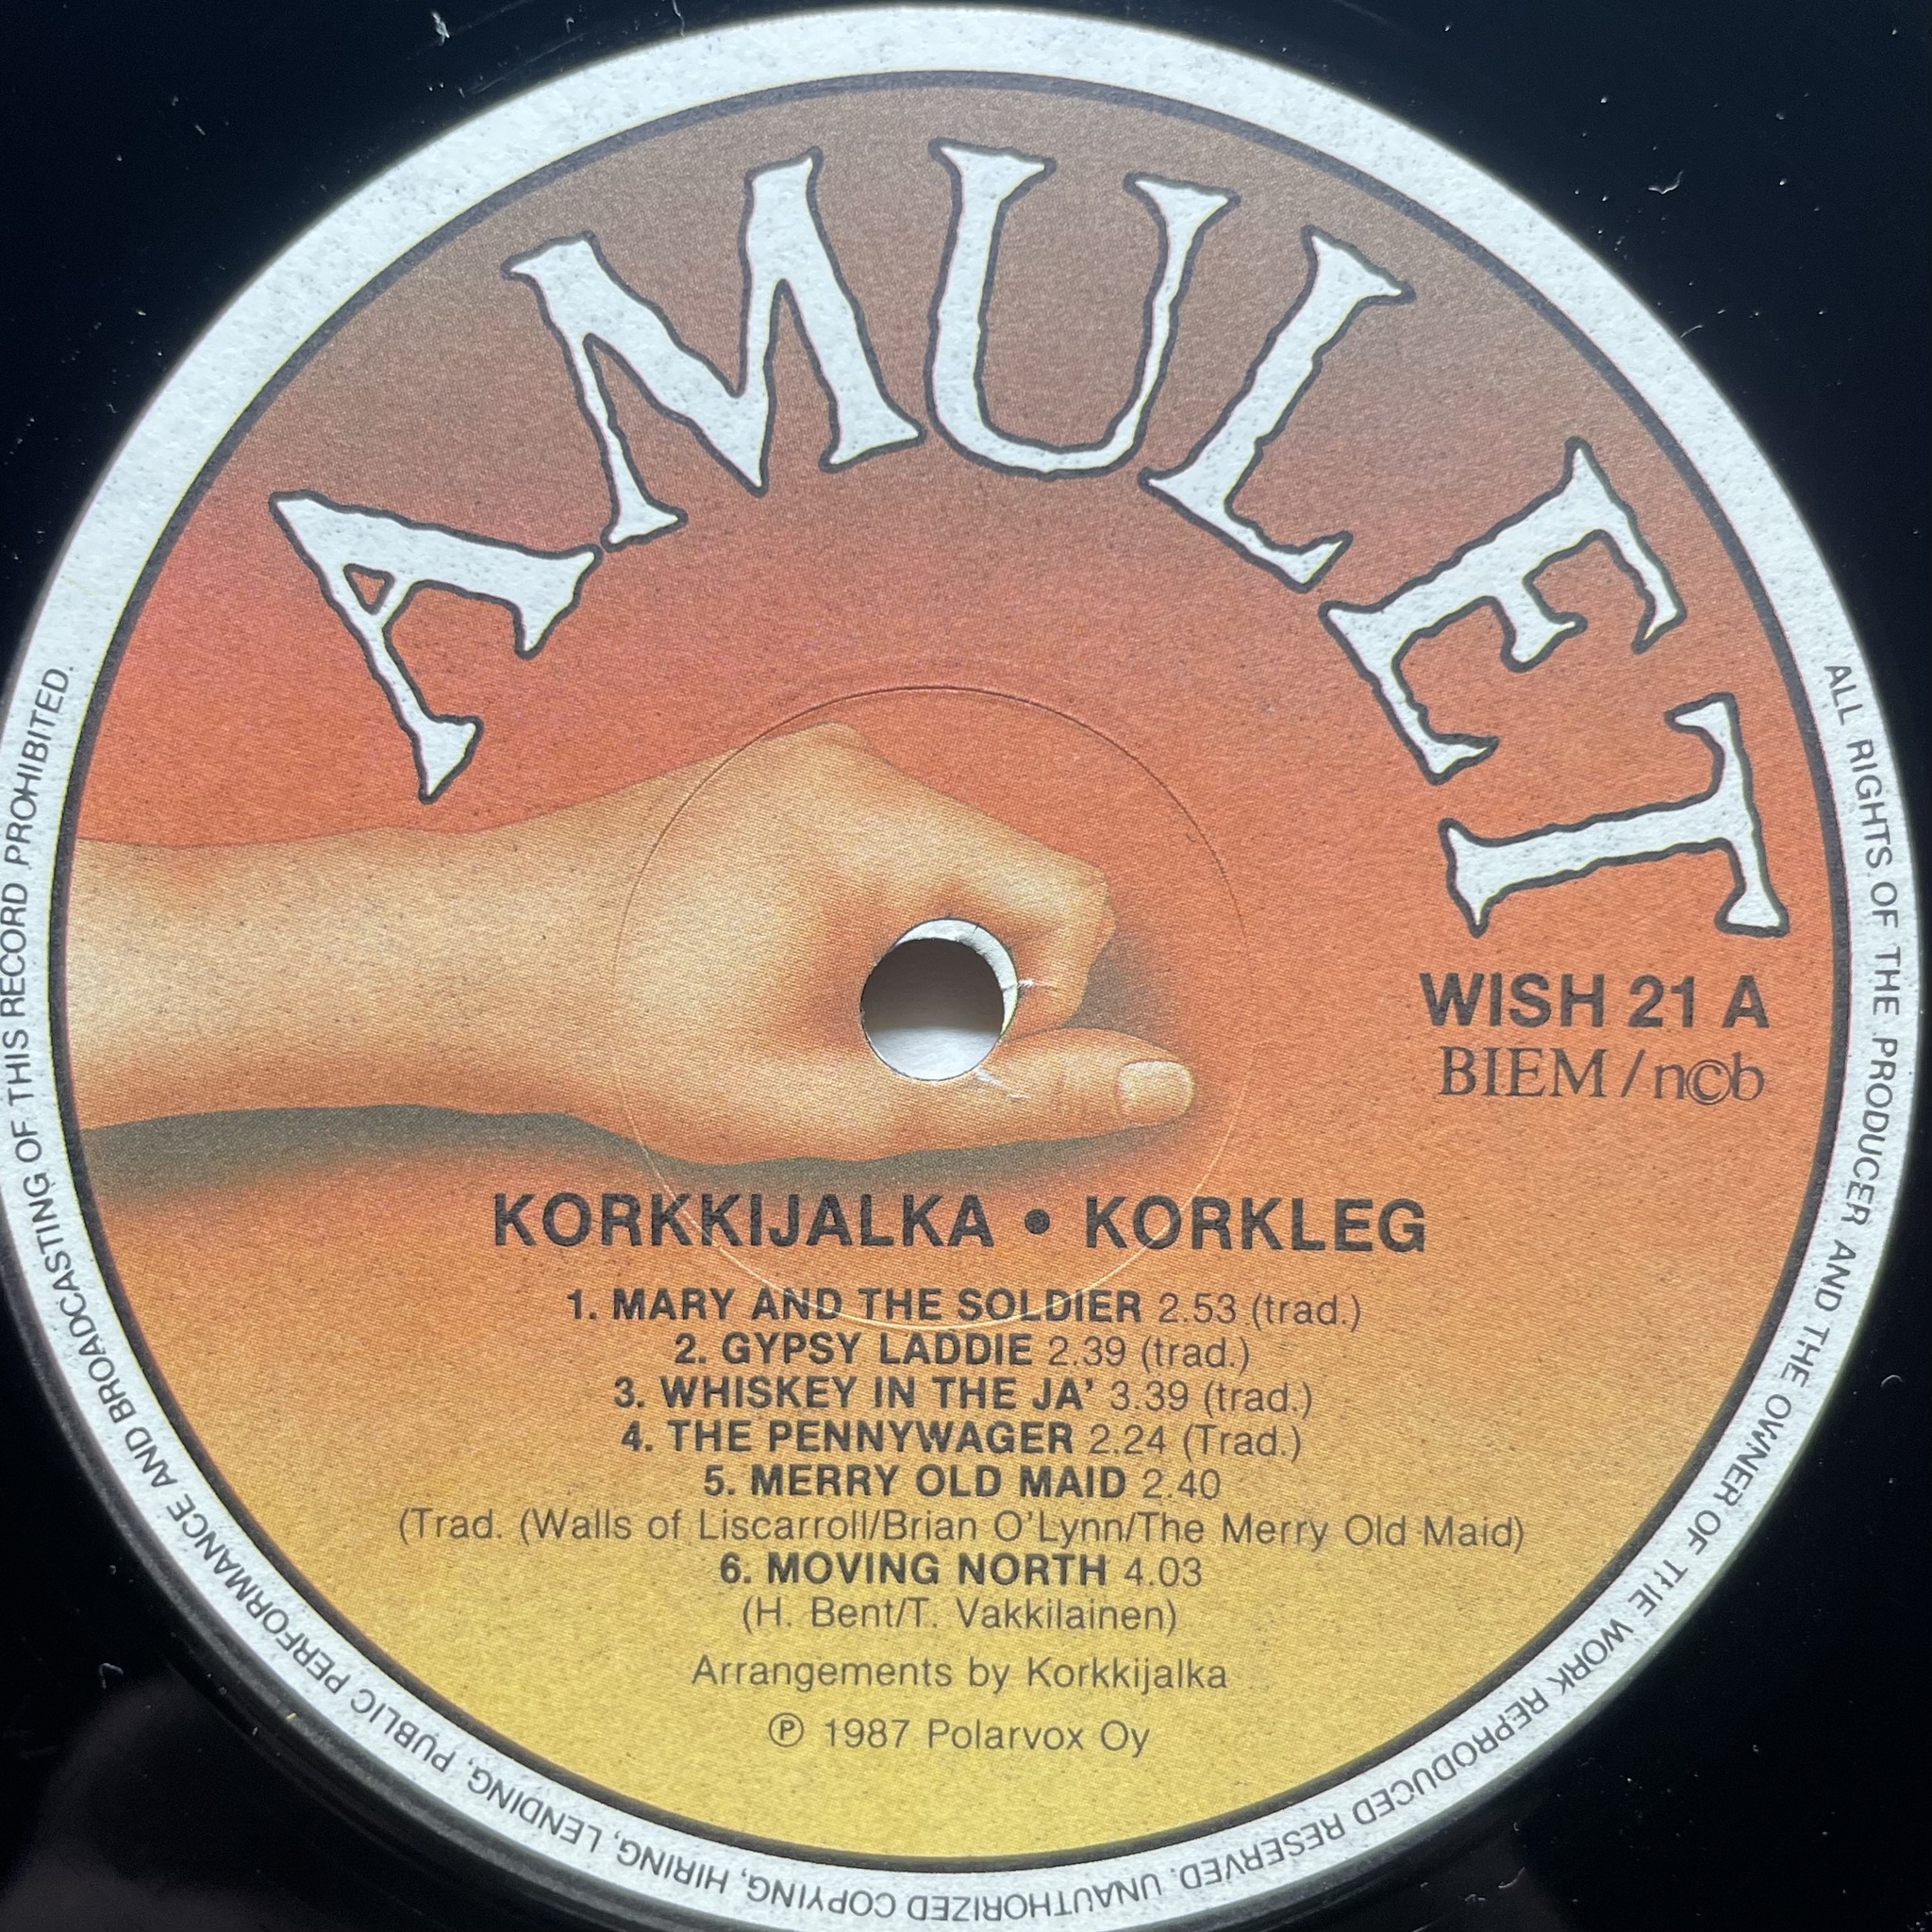 AMULET
WISH 21 A
BIEM/n©b
KORKKIJALKA • KORKLEG
1. MARY AND THE SOLDIER 2.53 (trad.)
2. GYPSY LADDIE 2.39 (trad.)
3. WHISKEY IN THE JA' 3.39 (trad.)
4. THE PENNYWAGER 2.24 (Trad.)
5. MERRY OLD MAID 2.40
(Trad. (Walls of Liscarroll/Brian O'Lynn/The Merry Old Maid)
6. MOVING NORTH 4.03
(H. Bent/T. Vakkilainen)
Arrangements by Korkkijalka
℗ 1987 Polarvox Oy
ALL RIGHTS OF THE PRODUCER AND THE OWNER OF THE WORK REPRODUCED RESERVED. UNAUTHORIZED COPYING, HIRING, LENDING, PUBLIC PERFORMANCE AND BROADCASTING OF THIS RECORD PROHIBITED.